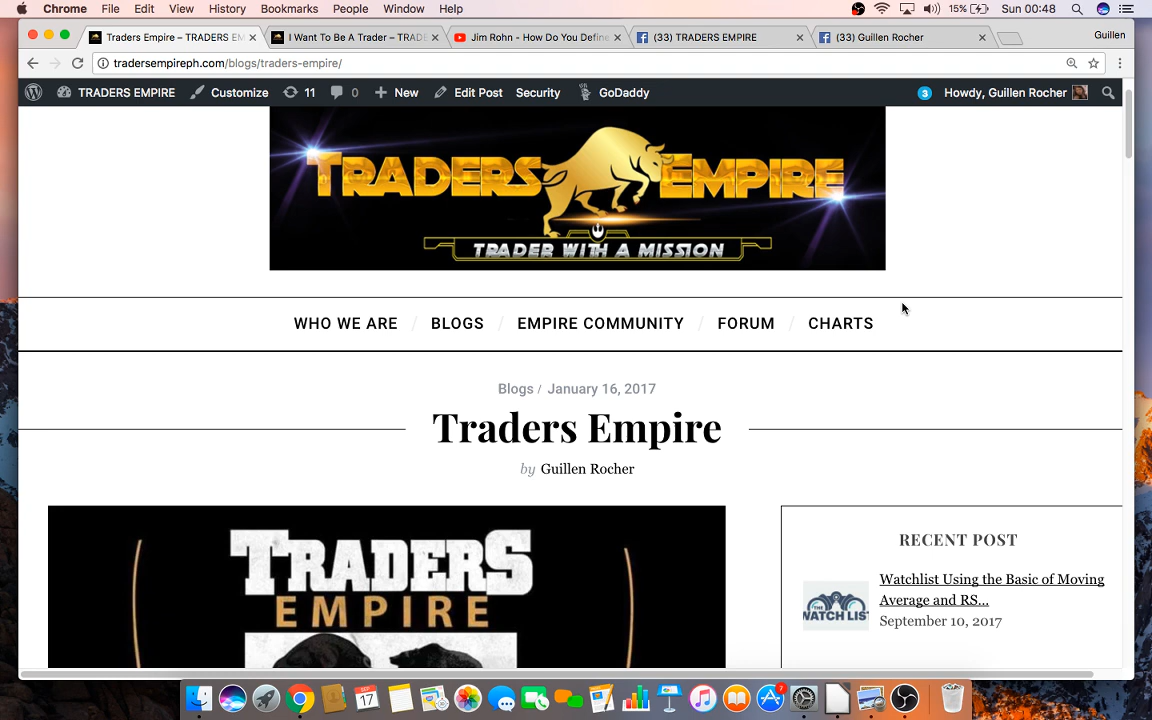 Chrome File Edit View History Bookmarks People Window Help 15% Sun 00:48
Traders Empire – TRADERS EM I Want To Be A Trader – TRADE Jim Rohn - How Do You Define (33) TRADERS EMPIRE (33) Guillen Rocher Guillen
tradersempireph.com/blogs/traders-empire/
TRADERS EMPIRE Customize 11 0 New Edit Post Security GoDaddy 3 Howdy, Guillen Rocher
TRADERS EMPIRE
TRADER WITH A MISSION
WHO WE ARE / BLOGS / EMPIRE COMMUNITY / FORUM / CHARTS
Blogs / January 16, 2017
Traders Empire
by Guillen Rocher
TRADERS
EMPIRE
RECENT POST
Watchlist Using the Basic of Moving
Average and RS...
September 10, 2017
THE
WATCH LIST
17
7